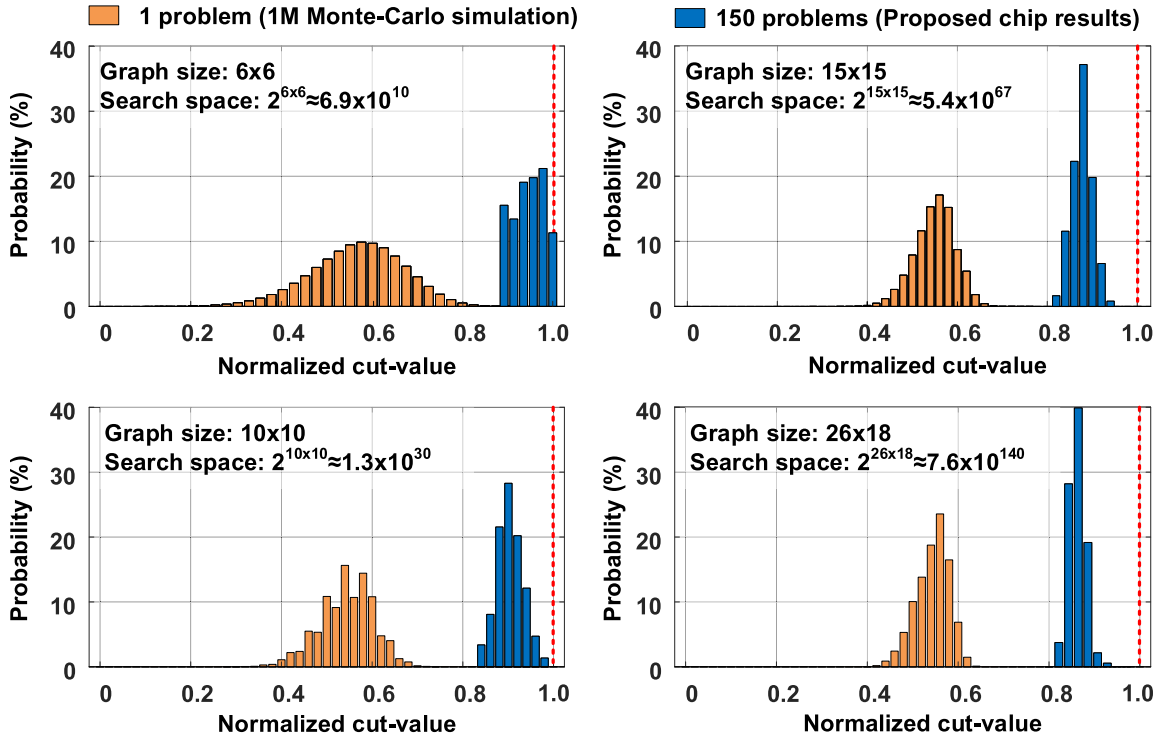 1 problem (1M Monte-Carlo simulation)
150 problems (Proposed chip results)
40
30
20
10
0
Probability (%)
Graph size: 6x6
Search space: 2^6x6≈6.9x10^10
0 0.2 0.4 0.6 0.8 1.0
Normalized cut-value
40
30
20
10
0
Probability (%)
Graph size: 15x15
Search space: 2^15x15≈5.4x10^67
0 0.2 0.4 0.6 0.8 1.0
Normalized cut-value
40
30
20
10
0
Probability (%)
Graph size: 10x10
Search space: 2^10x10≈1.3x10^30
0 0.2 0.4 0.6 0.8 1.0
Normalized cut-value
40
30
20
10
0
Probability (%)
Graph size: 26x18
Search space: 2^26x18≈7.6x10^140
0 0.2 0.4 0.6 0.8 1.0
Normalized cut-value